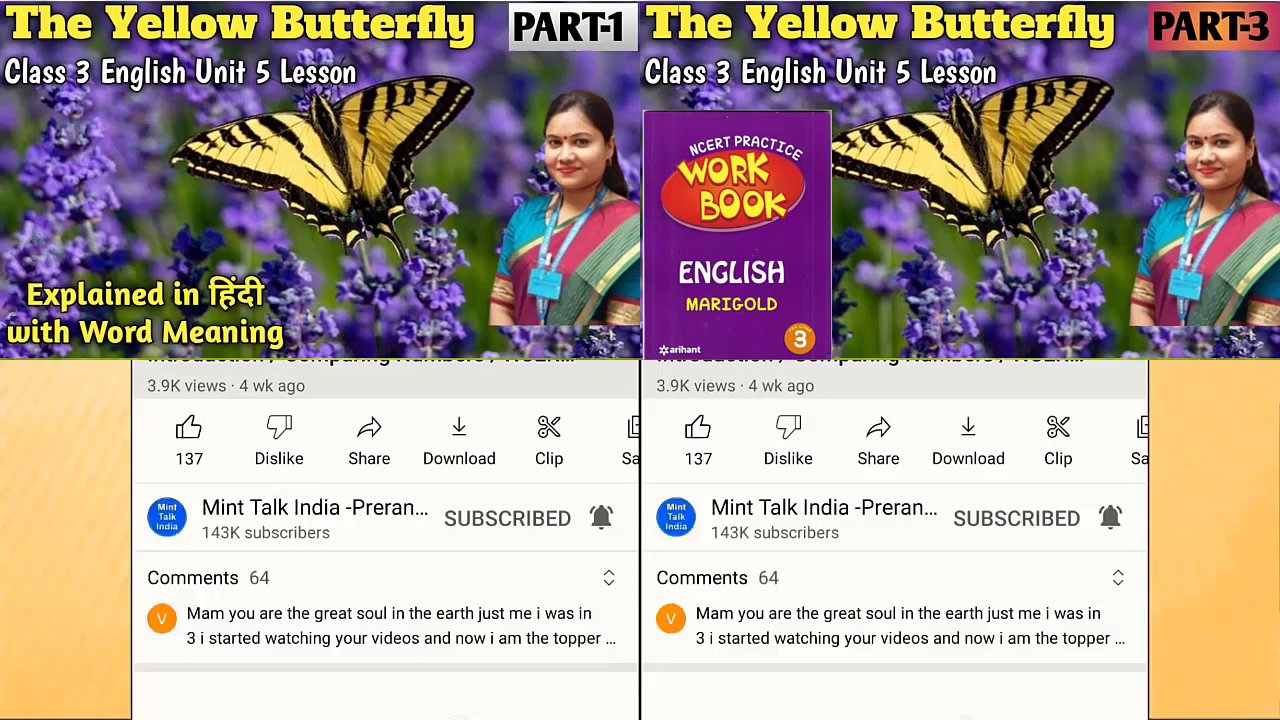 The Yellow Butterfly
PART-1
Class 3 English Unit 5 Lesson
Explained in हिंदी
with Word Meaning
The Yellow Butterfly
PART-3
Class 3 English Unit 5 Lesson
NCERT PRACTICE
WORK
BOOK
ENGLISH
MARIGOLD
3
arihant
3.9K views · 4 wk ago
137
Dislike
Share
Download
Clip
Mint
Talk
India
Mint Talk India -Preran...
143K subscribers
SUBSCRIBED
Comments 64
V
Mam you are the great soul in the earth just me i was in
3 i started watching your videos and now i am the topper ...
3.9K views · 4 wk ago
137
Dislike
Share
Download
Clip
Mint
Talk
India
Mint Talk India -Preran...
143K subscribers
SUBSCRIBED
Comments 64
V
Mam you are the great soul in the earth just me i was in
3 i started watching your videos and now i am the topper ...